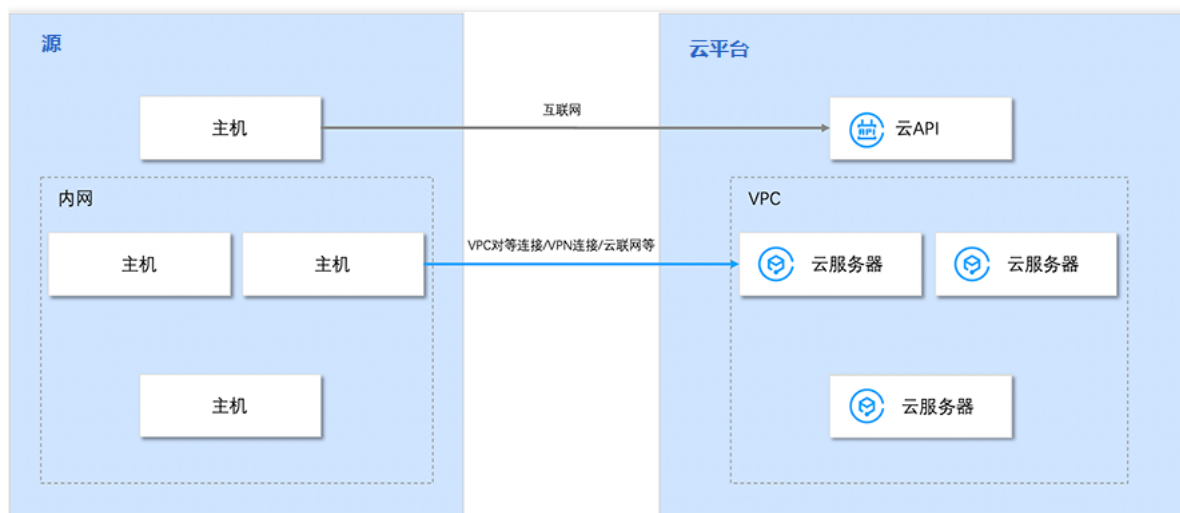 源
云平台
互联网
主机
API
云API
内网
VPC
VPC对等连接/VPN连接/云联网等
主机
主机
云服务器
云服务器
主机
云服务器